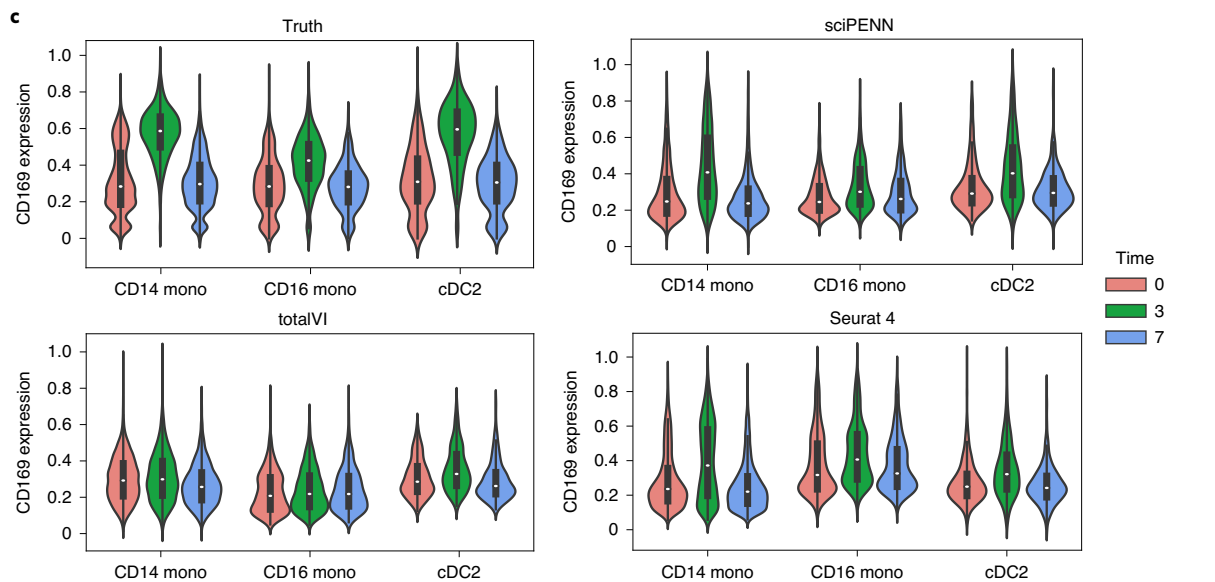 c
Truth
CD169 expression
1.0
0.8
0.6
0.4
0.2
0
CD14 mono
CD16 mono
cDC2
sciPENN
CD169 expression
1.0
0.8
0.6
0.4
0.2
0
CD14 mono
CD16 mono
cDC2
Time
0
3
7
totalVI
CD169 expression
1.0
0.8
0.6
0.4
0.2
0
CD14 mono
CD16 mono
cDC2
Seurat 4
CD169 expression
1.0
0.8
0.6
0.4
0.2
0
CD14 mono
CD16 mono
cDC2